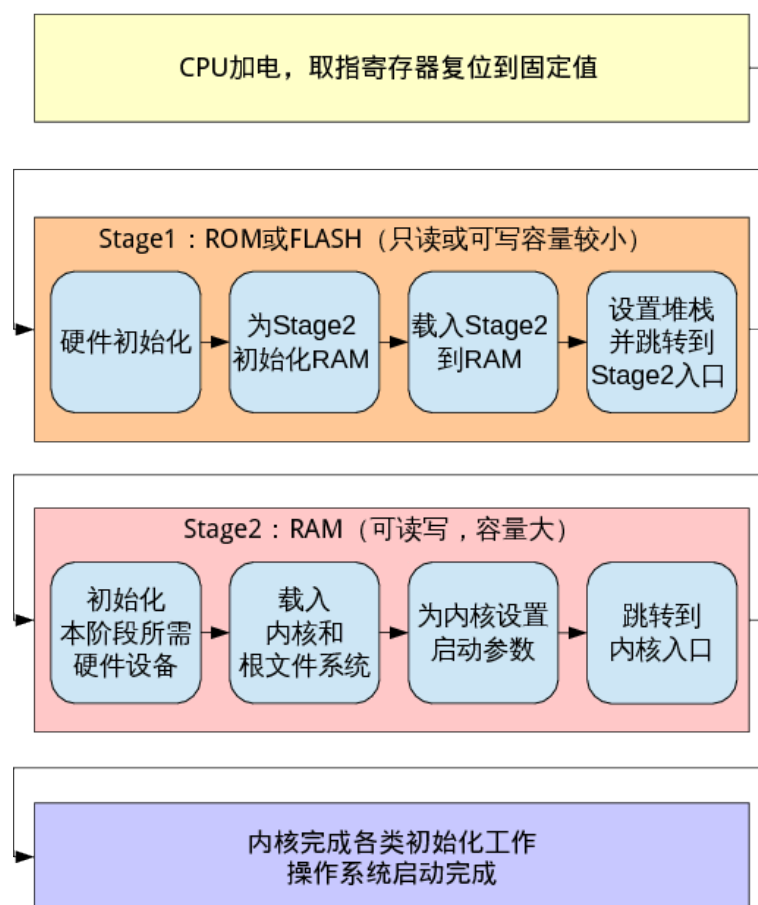 CPU加电，取指寄存器复位到固定值
Stage1：ROM或FLASH（只读或可写容量较小）
硬件初始化
为Stage2
初始化RAM
载入Stage2
到RAM
设置堆栈
并跳转到
Stage2入口
Stage2：RAM（可读写，容量大）
初始化
本阶段所需
硬件设备
载入
内核和
根文件系统
为内核设置
启动参数
跳转到
内核入口
内核完成各类初始化工作
操作系统启动完成